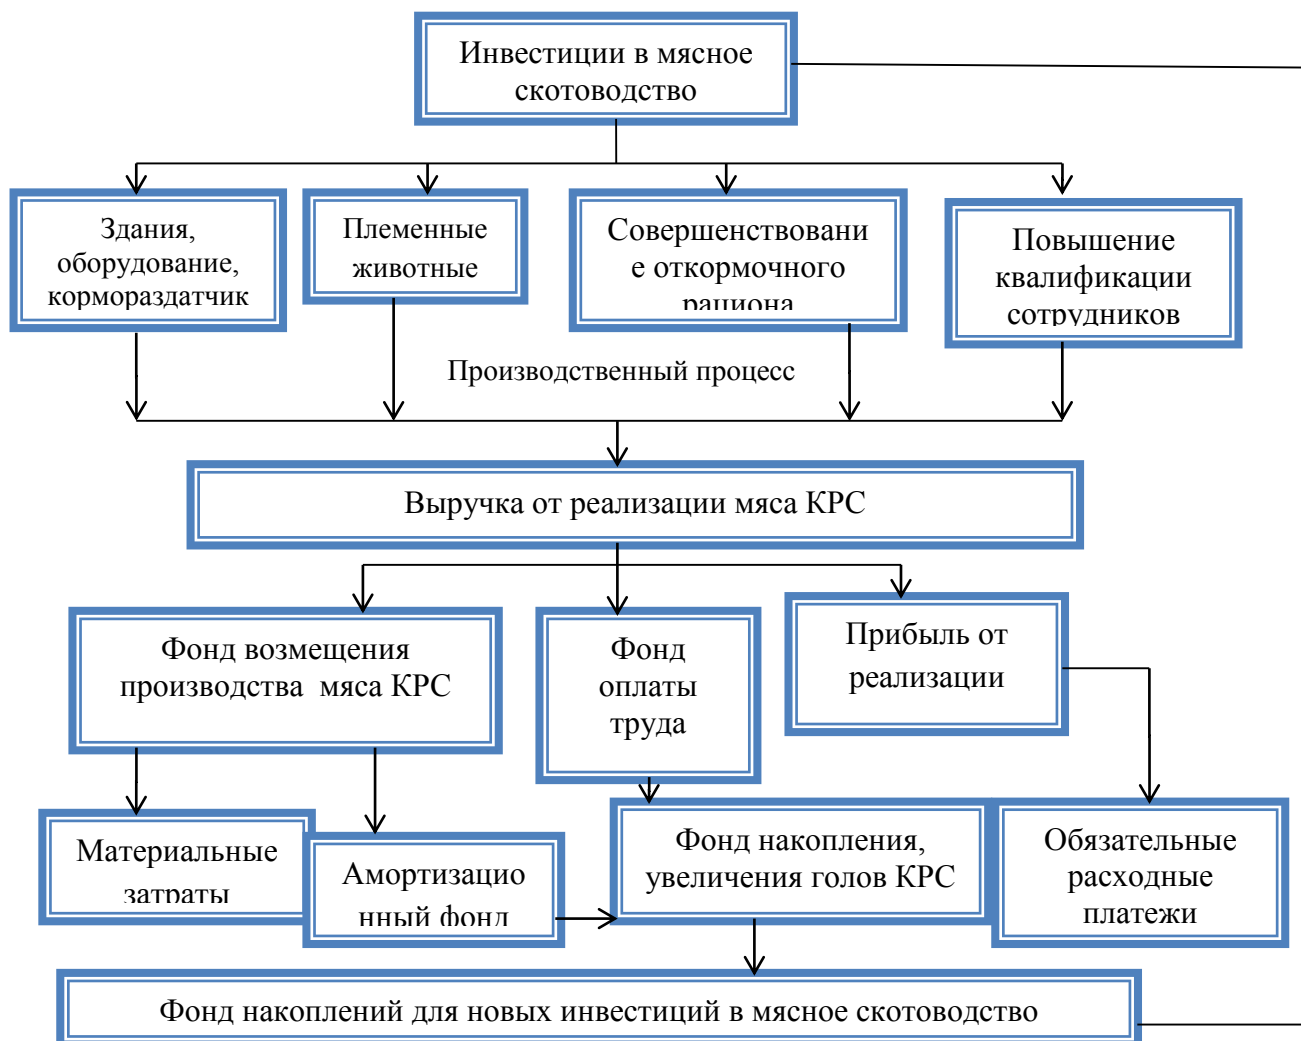 Инвестиции в мясное
скотоводство
Здания,
оборудование,
кормораздатчик
Племенные
животные
Совершенствовани
е откормочного
рациона
Повышение
квалификации
сотрудников
Производственный процесс
Выручка от реализации мяса КРС
Фонд возмещения
производства мяса КРС
Фонд
оплаты
труда
Прибыль от
реализации
Материальные
затраты
Амортизацио
нный фонд
Фонд накопления,
увеличения голов КРС
Обязательные
расходные
платежи
Фонд накоплений для новых инвестиций в мясное скотоводство